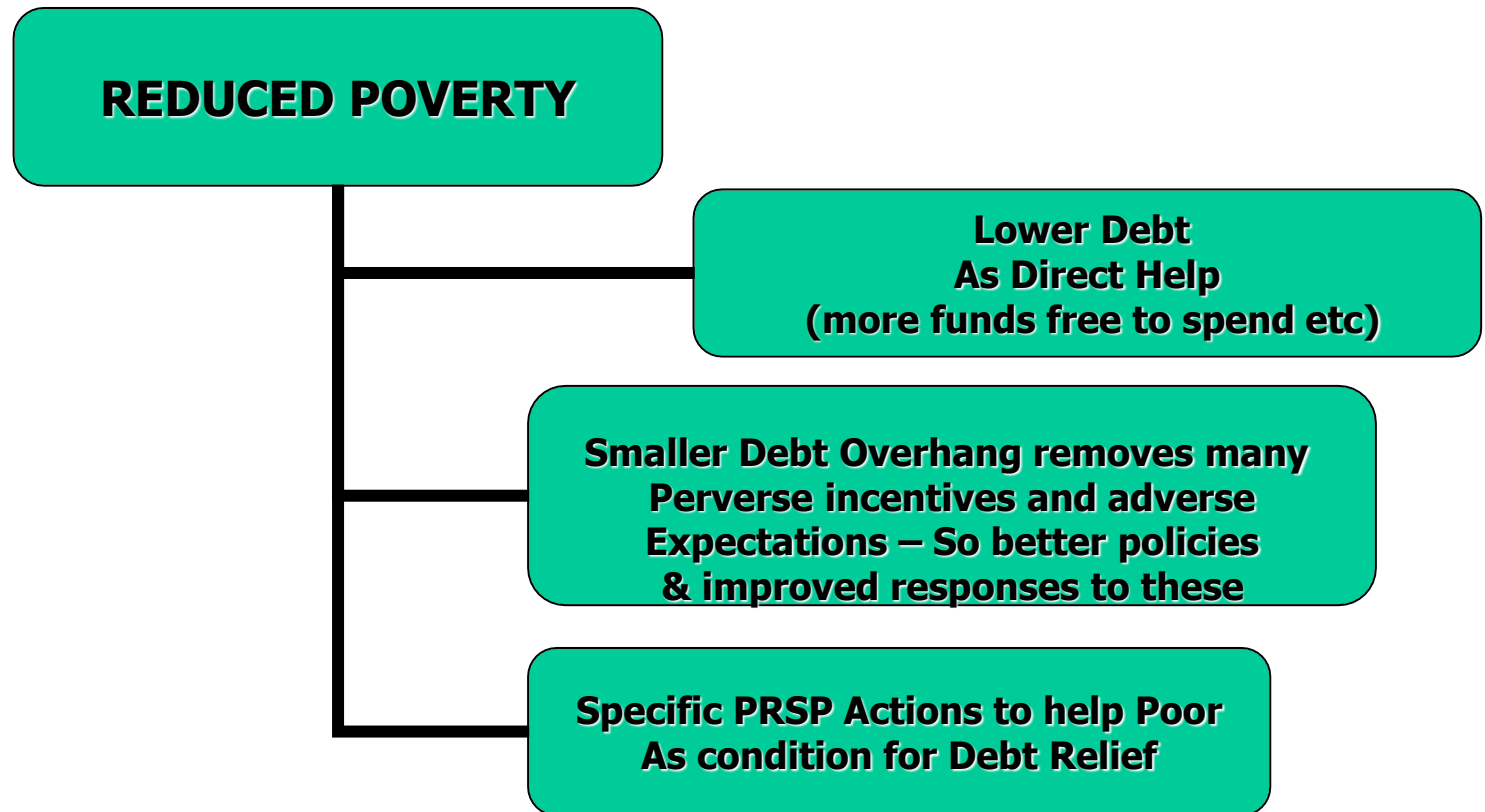 REDUCED POVERTY
Lower Debt
As Direct Help
(more funds free to spend etc)
Smaller Debt Overhang removes many
Perverse incentives and adverse
Expectations – So better policies
& improved responses to these
Specific PRSP Actions to help Poor
As condition for Debt Relief